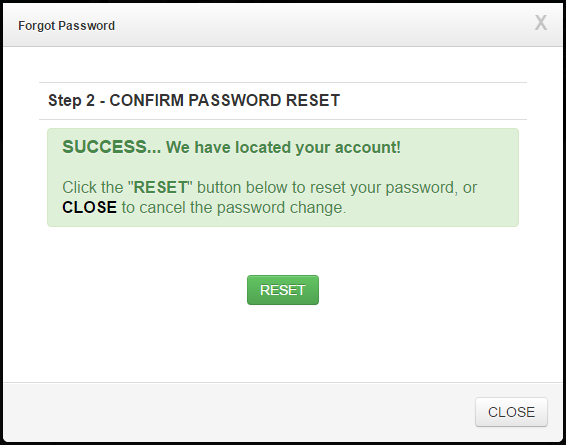 Forgot Password
X
Step 2 - CONFIRM PASSWORD RESET
SUCCESS... We have located your account!
Click the "RESET" button below to reset your password, or
CLOSE to cancel the password change.
RESET
CLOSE